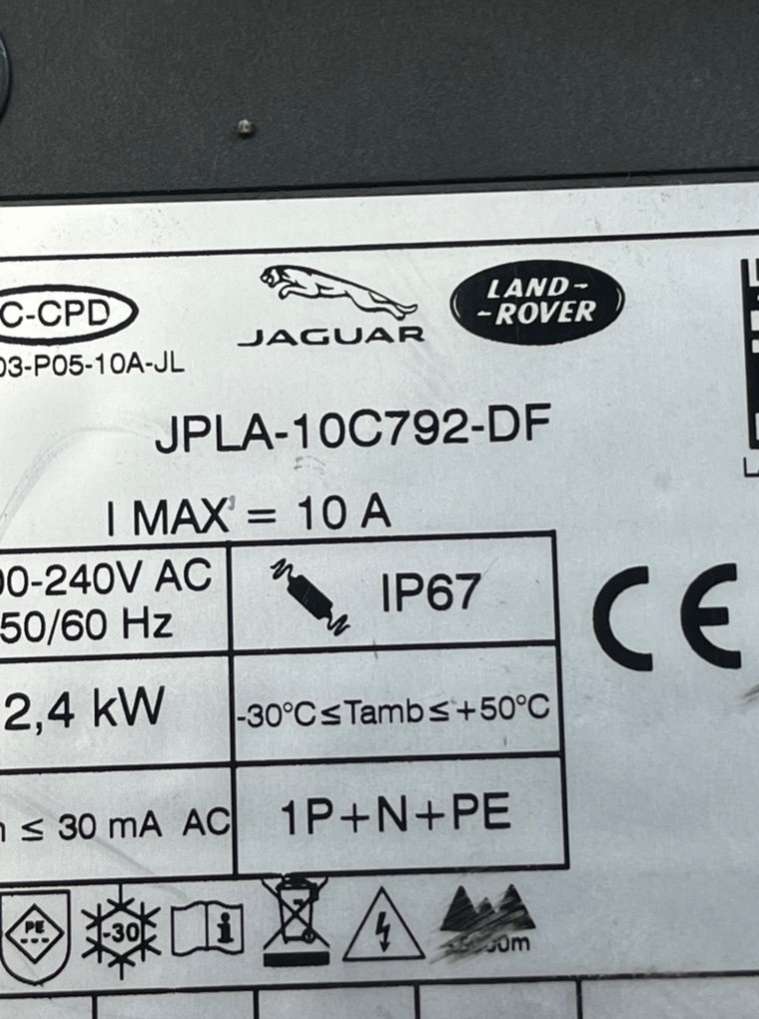 C-CPD
03-P05-10A-JL
JAGUAR
LAND-
-ROVER
JPLA-10C792-DF
I MAX = 10 A
00-240V AC
50/60 Hz
IP67
CE
2,4 kW
-30°C≤Tamb≤+50°C
≤ 30 mA AC
1P+N+PE
PE
-30
i